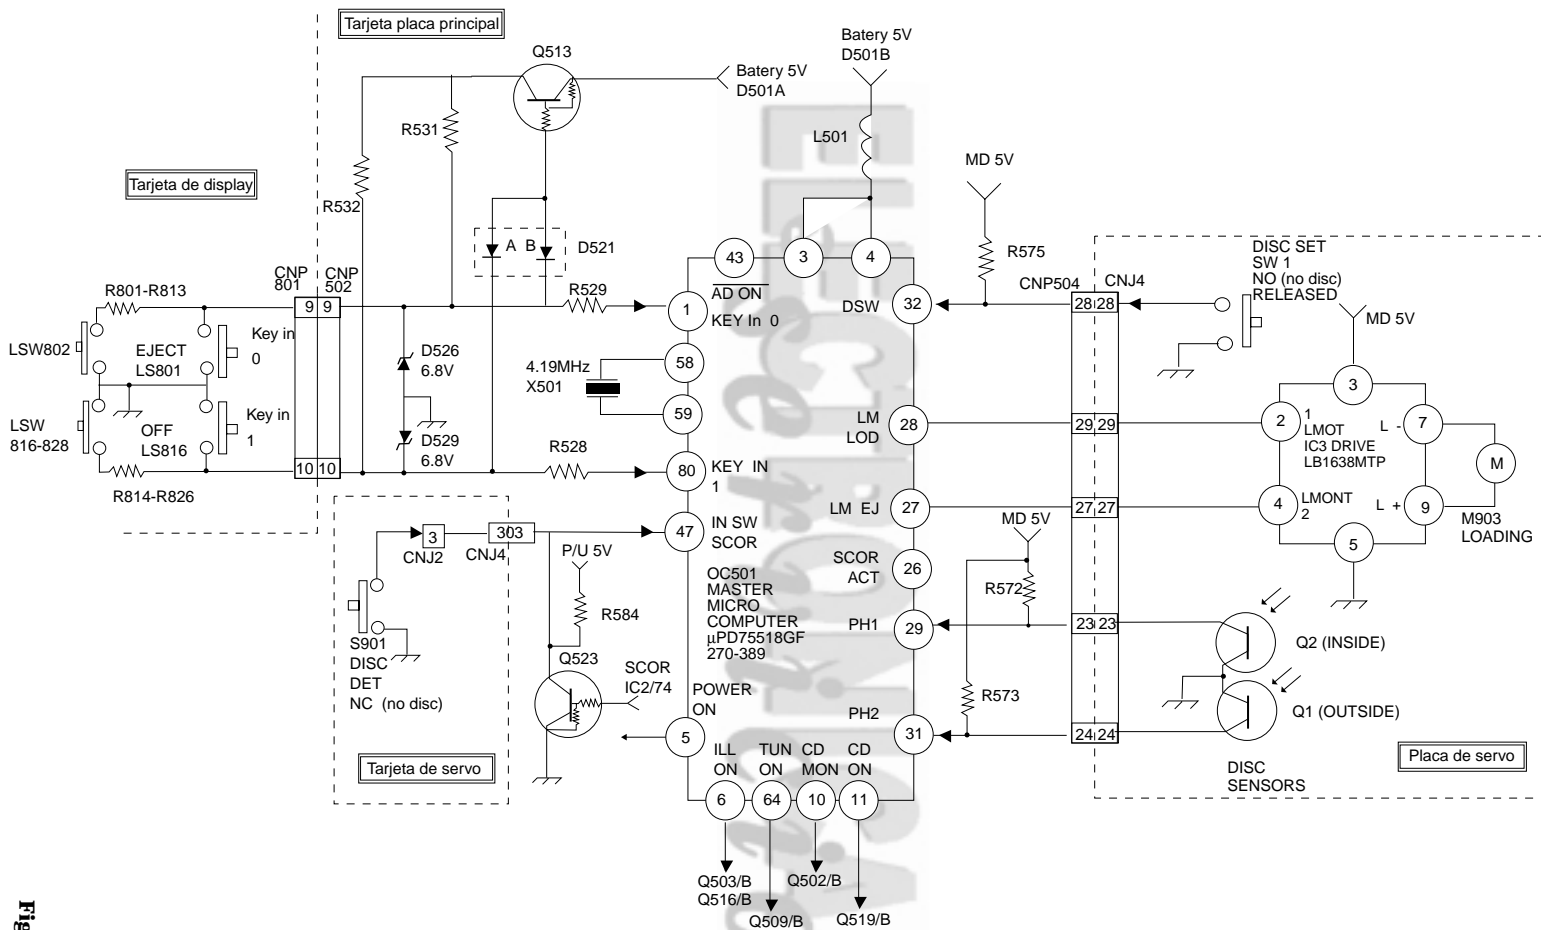 Tarjeta placa principal
Batery 5V
D501B
Q513
Batery 5V
D501A
R531
L501
MD 5V
Tarjeta de display
R532
A B
D521
R575
DISC SET
SW 1
NO (no disc)
RELEASED
43
3
4
CNP
801
CNP
502
CNP504
CNJ4
R801-R813
9
9
R529
1
AD ON
KEY In 0
DSW
32
28
28
MD 5V
LSW802
EJECT
LS801
Key in
0
D526
6.8V
4.19MHz
X501
58
59
LM
LOD
28
29
29
3
2
1
LMOT
IC3 DRIVE
LB1638MTP
L -
7
M
LSW
816-828
OFF
LS816
Key in
1
D529
6.8V
R528
10
10
80
KEY IN
1
R814-R826
LM EJ
27
27
27
4
LMONT
2
L +
9
M903
LOADING
5
3
CNJ2
303
CNJ4
47
IN SW
SCOR
P/U 5V
MD 5V
SCOR
ACT
26
R572
R584
OC501
MASTER
MICRO
COMPUTER
µPD75518GF
270-389
PH1
29
23
23
Q2 (INSIDE)
S901
DISC
DET
NC (no disc)
Q523
SCOR
IC2/74
POWER
ON
5
R573
PH2
31
24
24
Q1 (OUTSIDE)
DISC
SENSORS
Placa de servo
Tarjeta de servo
ILL
ON
TUN
ON
CD
MON
CD
ON
6
64
10
11
Q503/B
Q516/B
Q509/B
Q502/B
Q519/B
Fig
ELECTRONICA